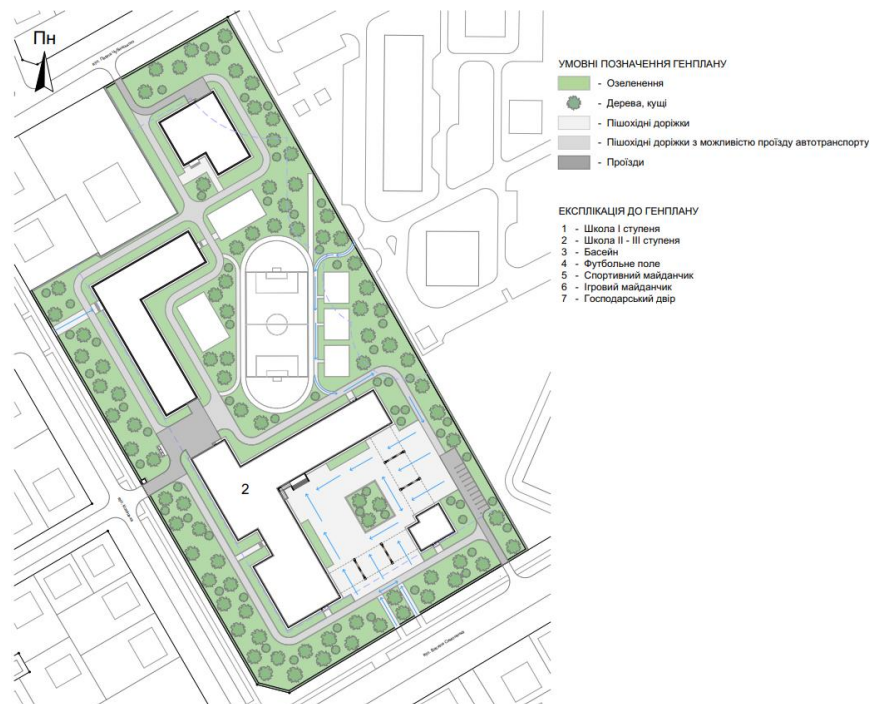 Пн
2
УМОВНІ ПОЗНАЧЕННЯ ГЕНПЛАНУ
- Озеленення
- Дерева, кущі
- Пішохідні доріжки
- Пішохідні доріжки з можливістю проїзду автотранспорту
- Проїзди
ЕКСПЛІКАЦІЯ ДО ГЕНПЛАНУ
1 - Школа І ступеня
2 - Школа ІІ - ІІІ ступеня
3 - Басейн
4 - Футбольне поле
5 - Спортивний майданчик
6 - Ігровий майданчик
7 - Господарський двір